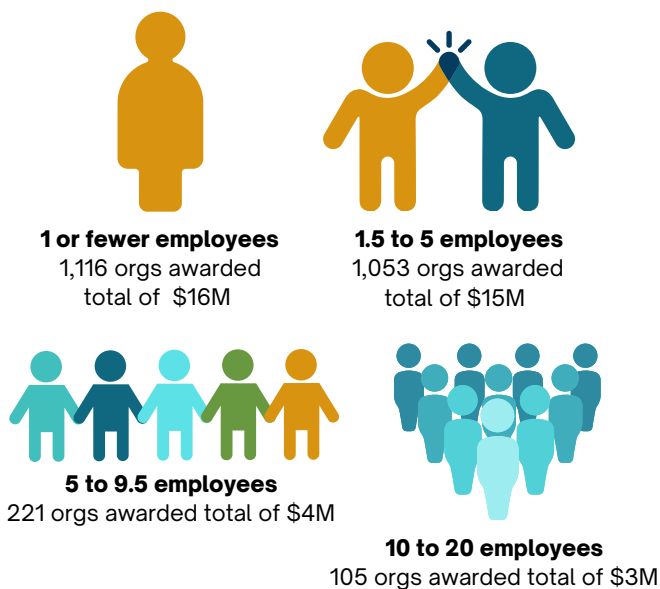 1 or fewer employees
1,116 orgs awarded
total of $16M
1.5 to 5 employees
1,053 orgs awarded
total of $15M
5 to 9.5 employees
221 orgs awarded total of $4M
10 to 20 employees
105 orgs awarded total of $3M